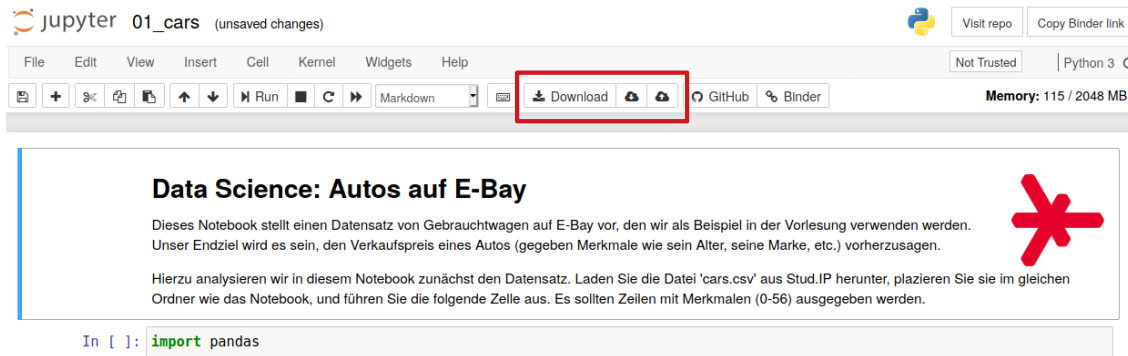 jupyter 01_cars (unsaved changes) Visit repo Copy Binder link
File Edit View Insert Cell Kernel Widgets Help Not Trusted Python 3
Run Markdown Download GitHub Binder Memory: 115 / 2048 MB
Data Science: Autos auf E-Bay
Dieses Notebook stellt einen Datensatz von Gebrauchtwagen auf E-Bay vor, den wir als Beispiel in der Vorlesung verwenden werden.
Unser Endziel wird es sein, den Verkaufspreis eines Autos (gegeben Merkmale wie sein Alter, seine Marke, etc.) vorherzusagen.
Hierzu analysieren wir in diesem Notebook zunächst den Datensatz. Laden Sie die Datei 'cars.csv' aus Stud.IP herunter, plazieren Sie sie im gleichen
Ordner wie das Notebook, und führen Sie die folgende Zelle aus. Es sollten Zeilen mit Merkmalen (0-56) ausgegeben werden.
In [ ]: import pandas